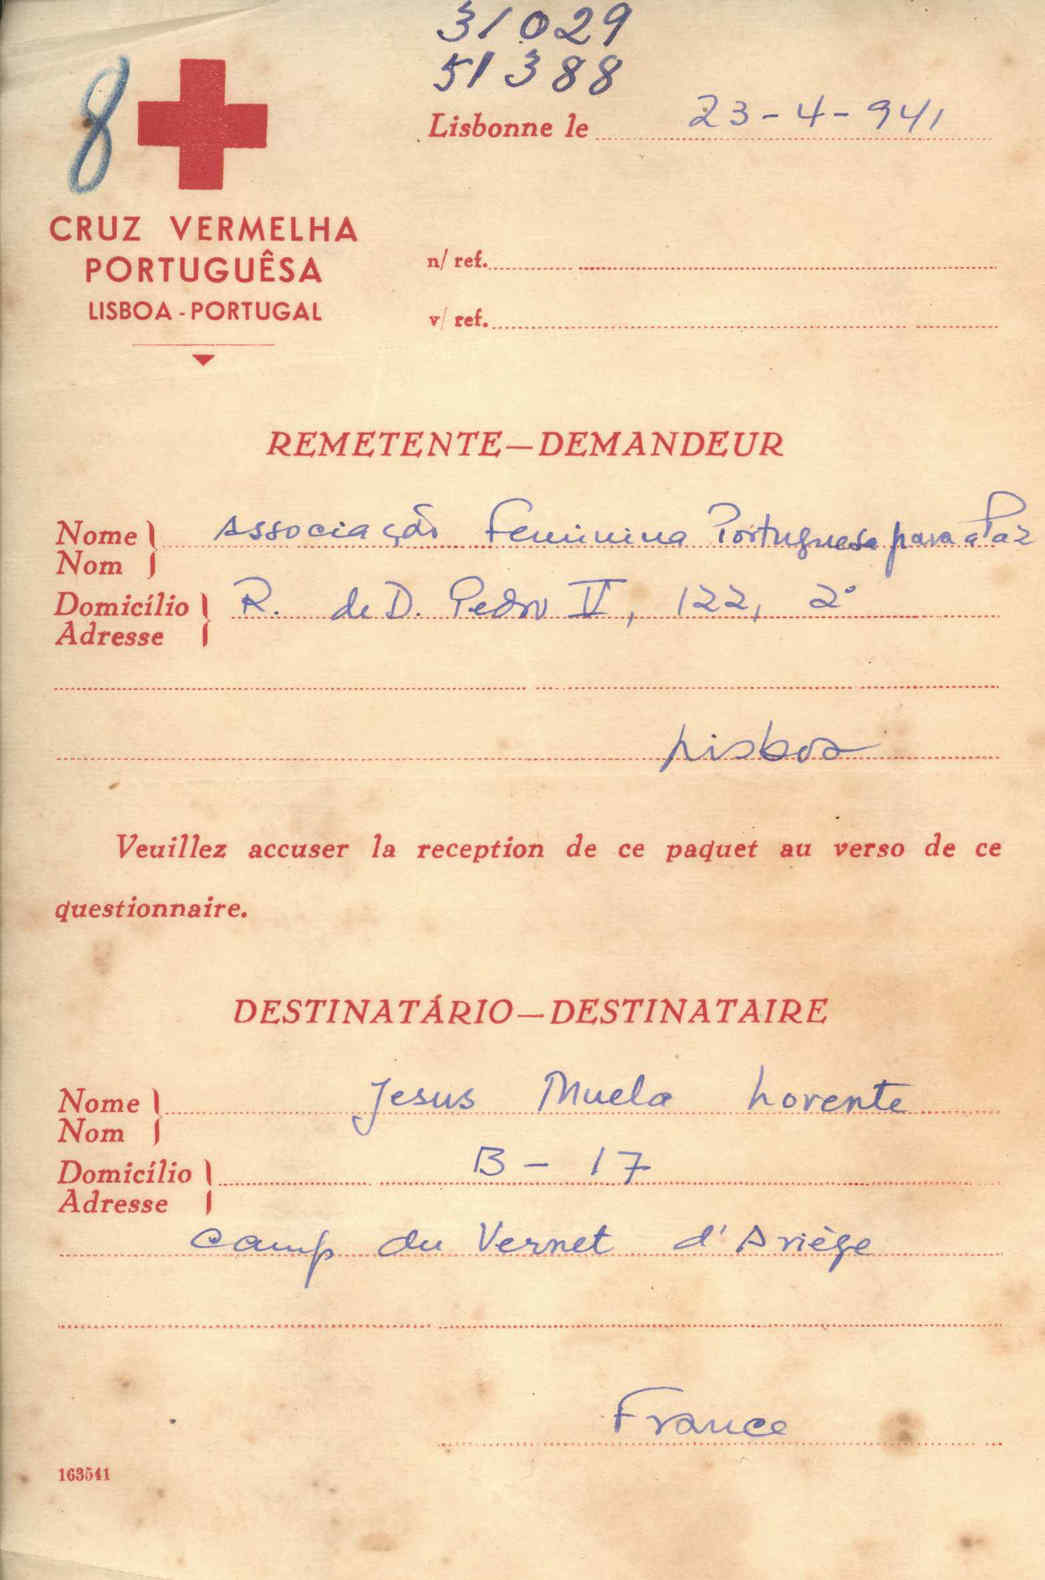 31029
51388
8
Lisbonne le 23-4-941
CRUZ VERMELHA
PORTUGUÊSA
LISBOA - PORTUGAL
n/ ref.
v/ ref.
REMETENTE—DEMANDEUR
Nome Associação Feminina Portuguesa para a Paz
Nom
Domicílio R. de D. Pedro II, 122, 2º
Adresse
Lisboa
Veuillez accuser la reception de ce paquet au verso de ce
questionnaire.
DESTINATÁRIO—DESTINATAIRE
Nome Jesus Muela Lorente
Nom
Domicílio B - 17
Adresse
Camp du Vernet d'Ariège
France
163541